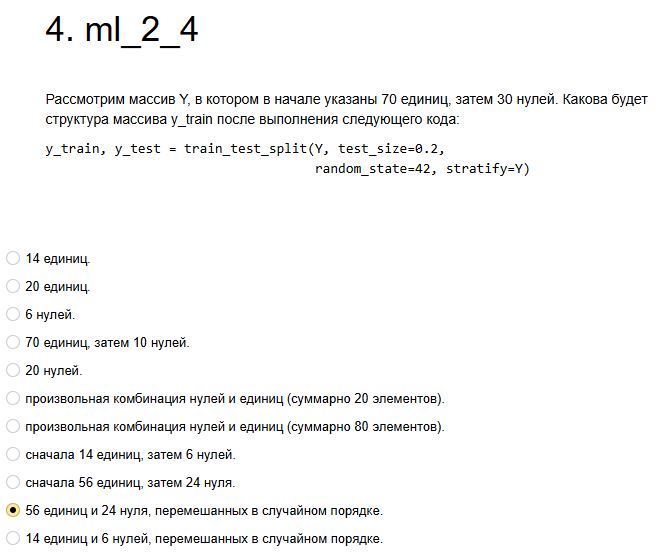 4. ml_2_4
Рассмотрим массив Y, в котором в начале указаны 70 единиц, затем 30 нулей. Какова будет
структура массива y_train после выполнения следующего кода:
y_train, y_test = train_test_split(Y, test_size=0.2,
random_state=42, stratify=Y)
14 единиц.
20 единиц.
6 нулей.
70 единиц, затем 10 нулей.
20 нулей.
произвольная комбинация нулей и единиц (суммарно 20 элементов).
произвольная комбинация нулей и единиц (суммарно 80 элементов).
сначала 14 единиц, затем 6 нулей.
сначала 56 единиц, затем 24 нуля.
56 единиц и 24 нуля, перемешанных в случайном порядке.
14 единиц и 6 нулей, перемешанных в случайном порядке.